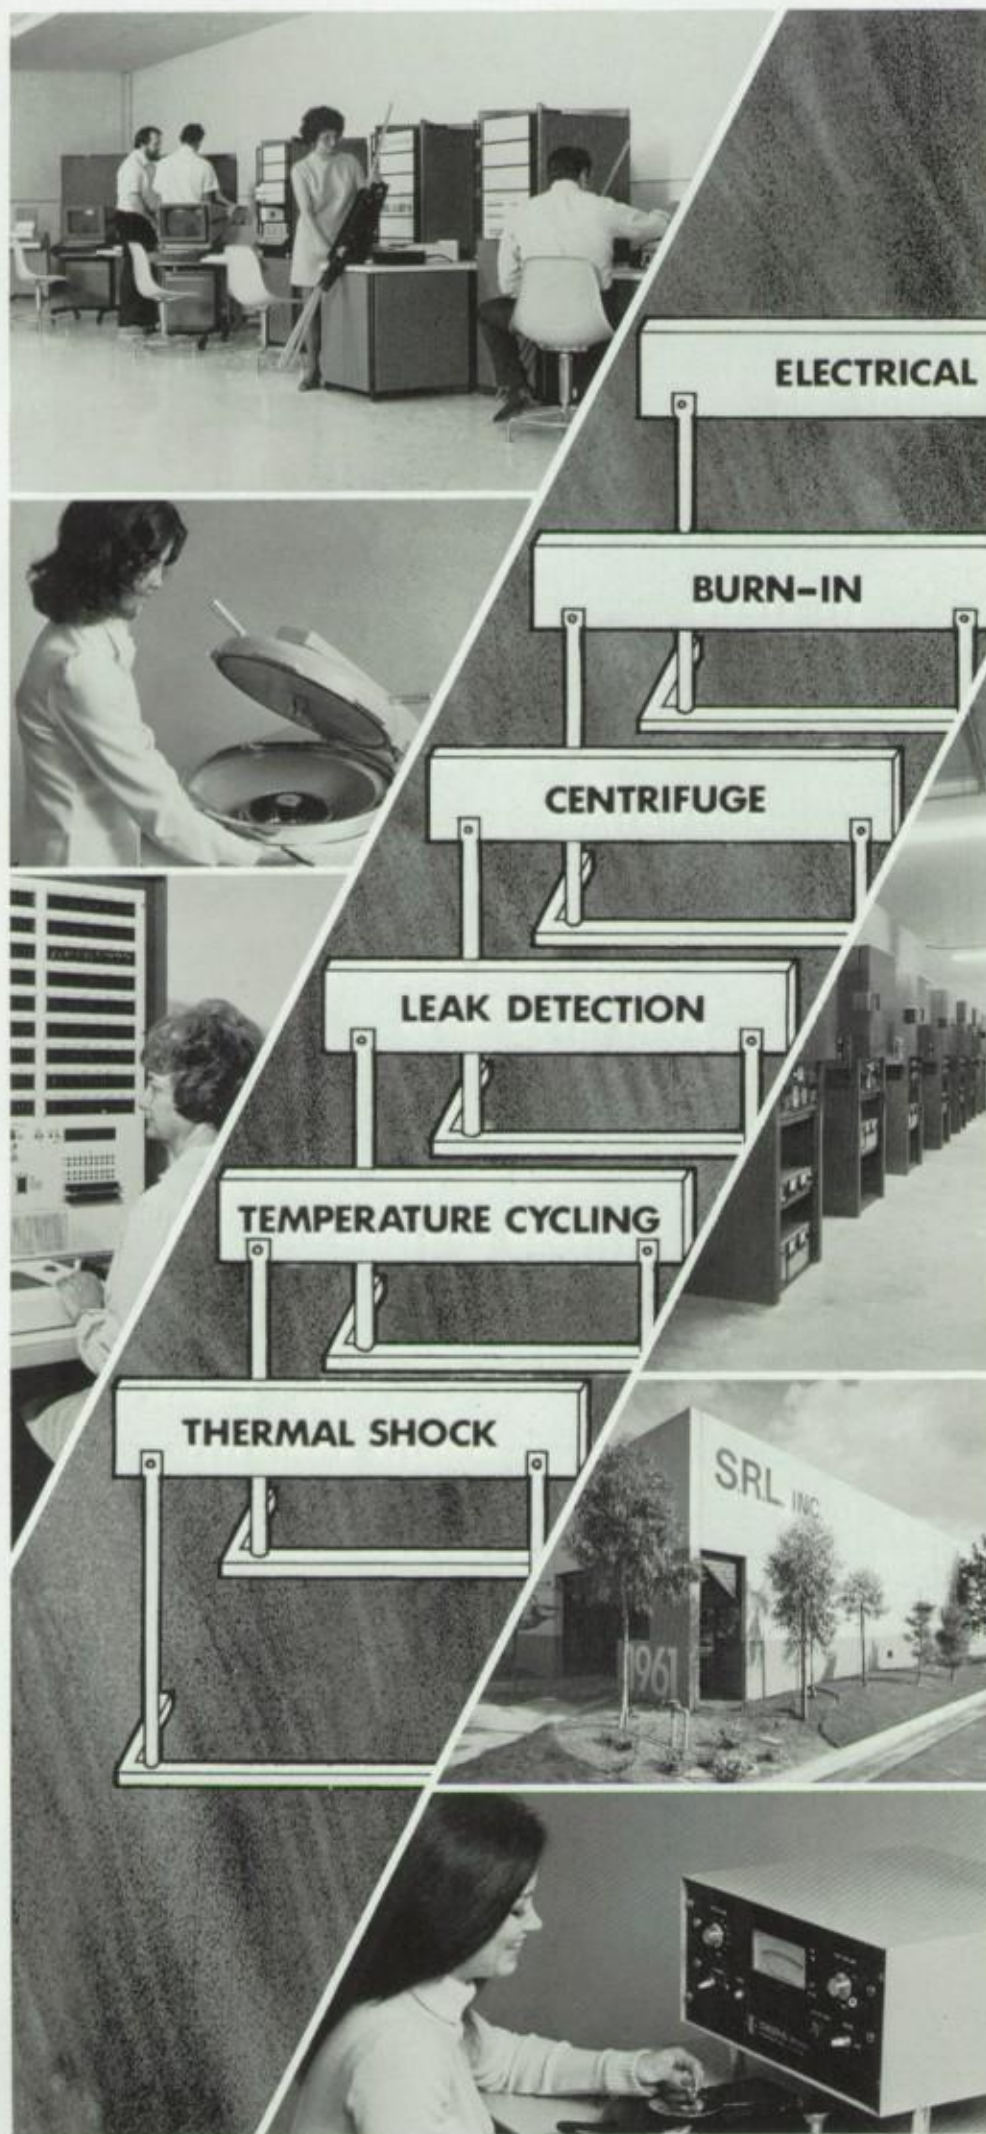 ELECTRICAL
BURN-IN
CENTRIFUGE
LEAK DETECTION
TEMPERATURE CYCLING
THERMAL SHOCK
S.R.L. INC.
1961